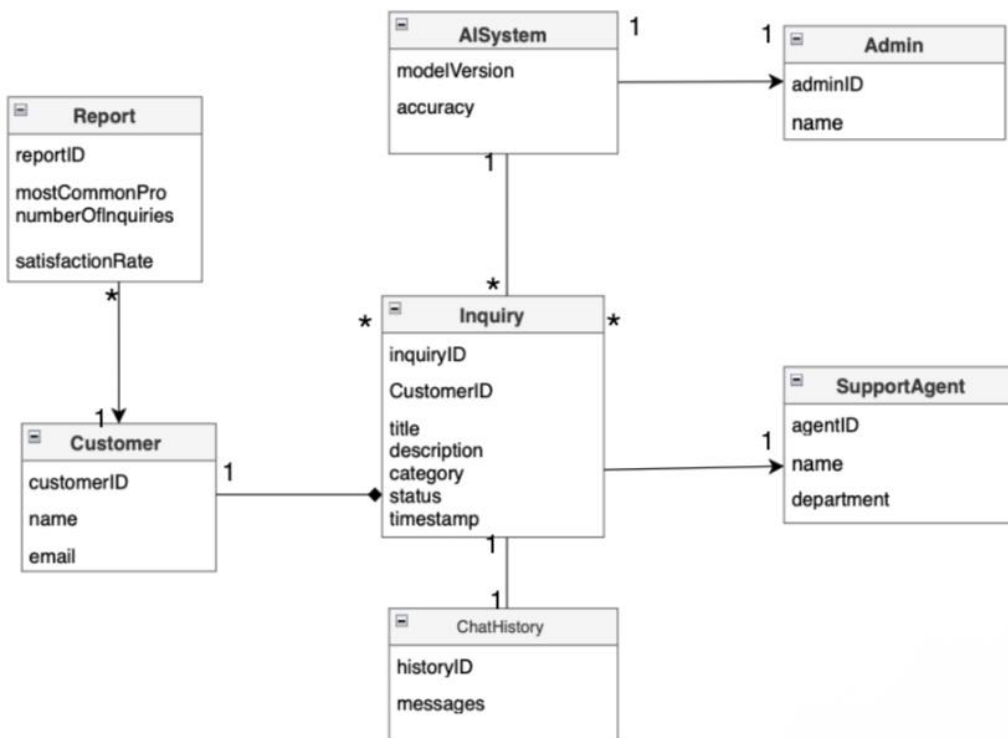 AISystem
modelVersion
accuracy
1
1
1
Admin
adminID
name
Report
reportID
mostCommonPro
numberOfInquiries
satisfactionRate
*
1
Customer
customerID
name
email
1
*
*
*
Inquiry
inquiryID
CustomerID
title
description
category
status
timestamp
1
1
SupportAgent
agentID
name
department
1
ChatHistory
historyID
messages